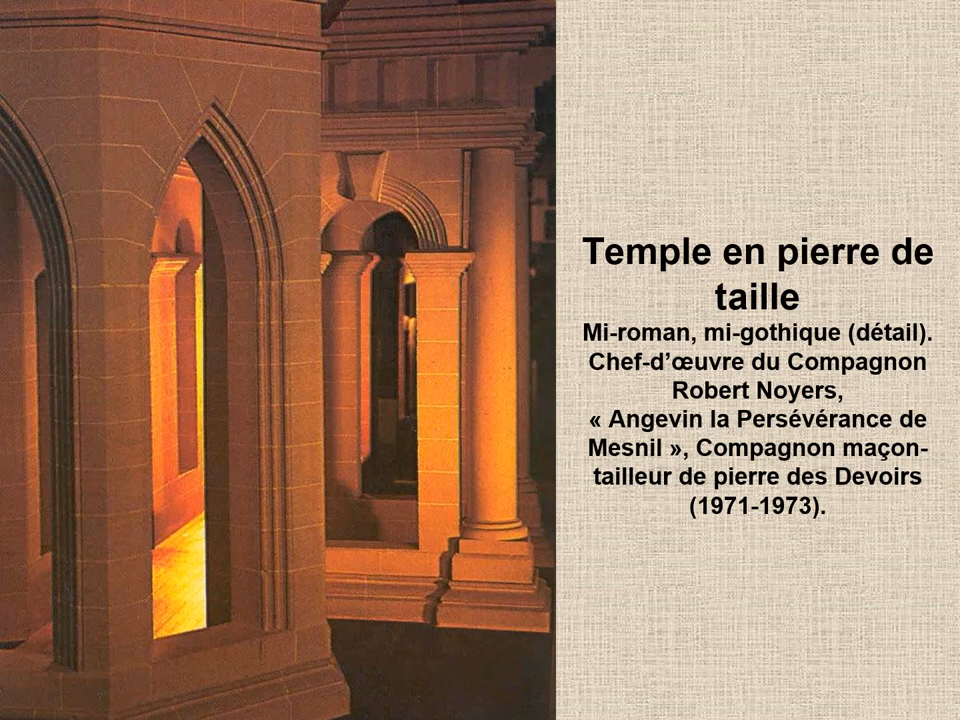 Temple en pierre de
taille
Mi-roman, mi-gothique (détail).
Chef-d’œuvre du Compagnon
Robert Noyers,
« Angevin la Persévérance de
Mesnil », Compagnon maçon-
tailleur de pierre des Devoirs
(1971-1973).